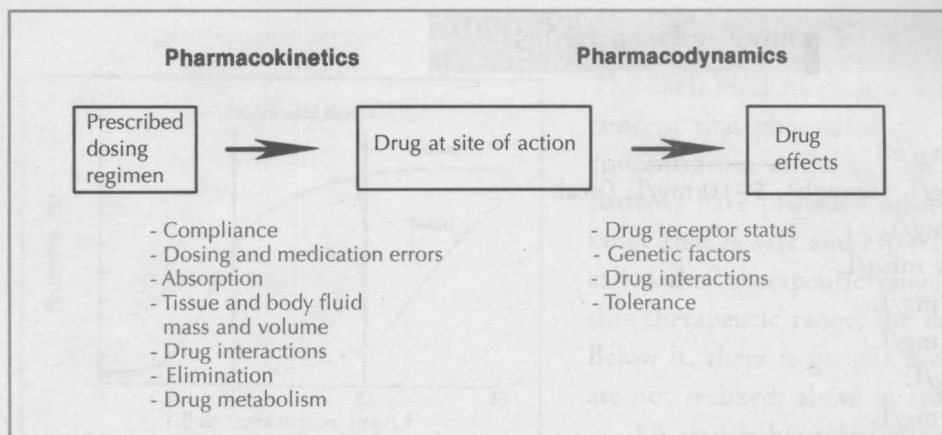 Pharmacokinetics
Pharmacodynamics
Prescribed
dosing
regimen
Drug at site of action
Drug
effects
- Compliance
- Dosing and medication errors
- Absorption
- Tissue and body fluid
mass and volume
- Drug interactions
- Elimination
- Drug metabolism
- Drug receptor status
- Genetic factors
- Drug interactions
- Tolerance